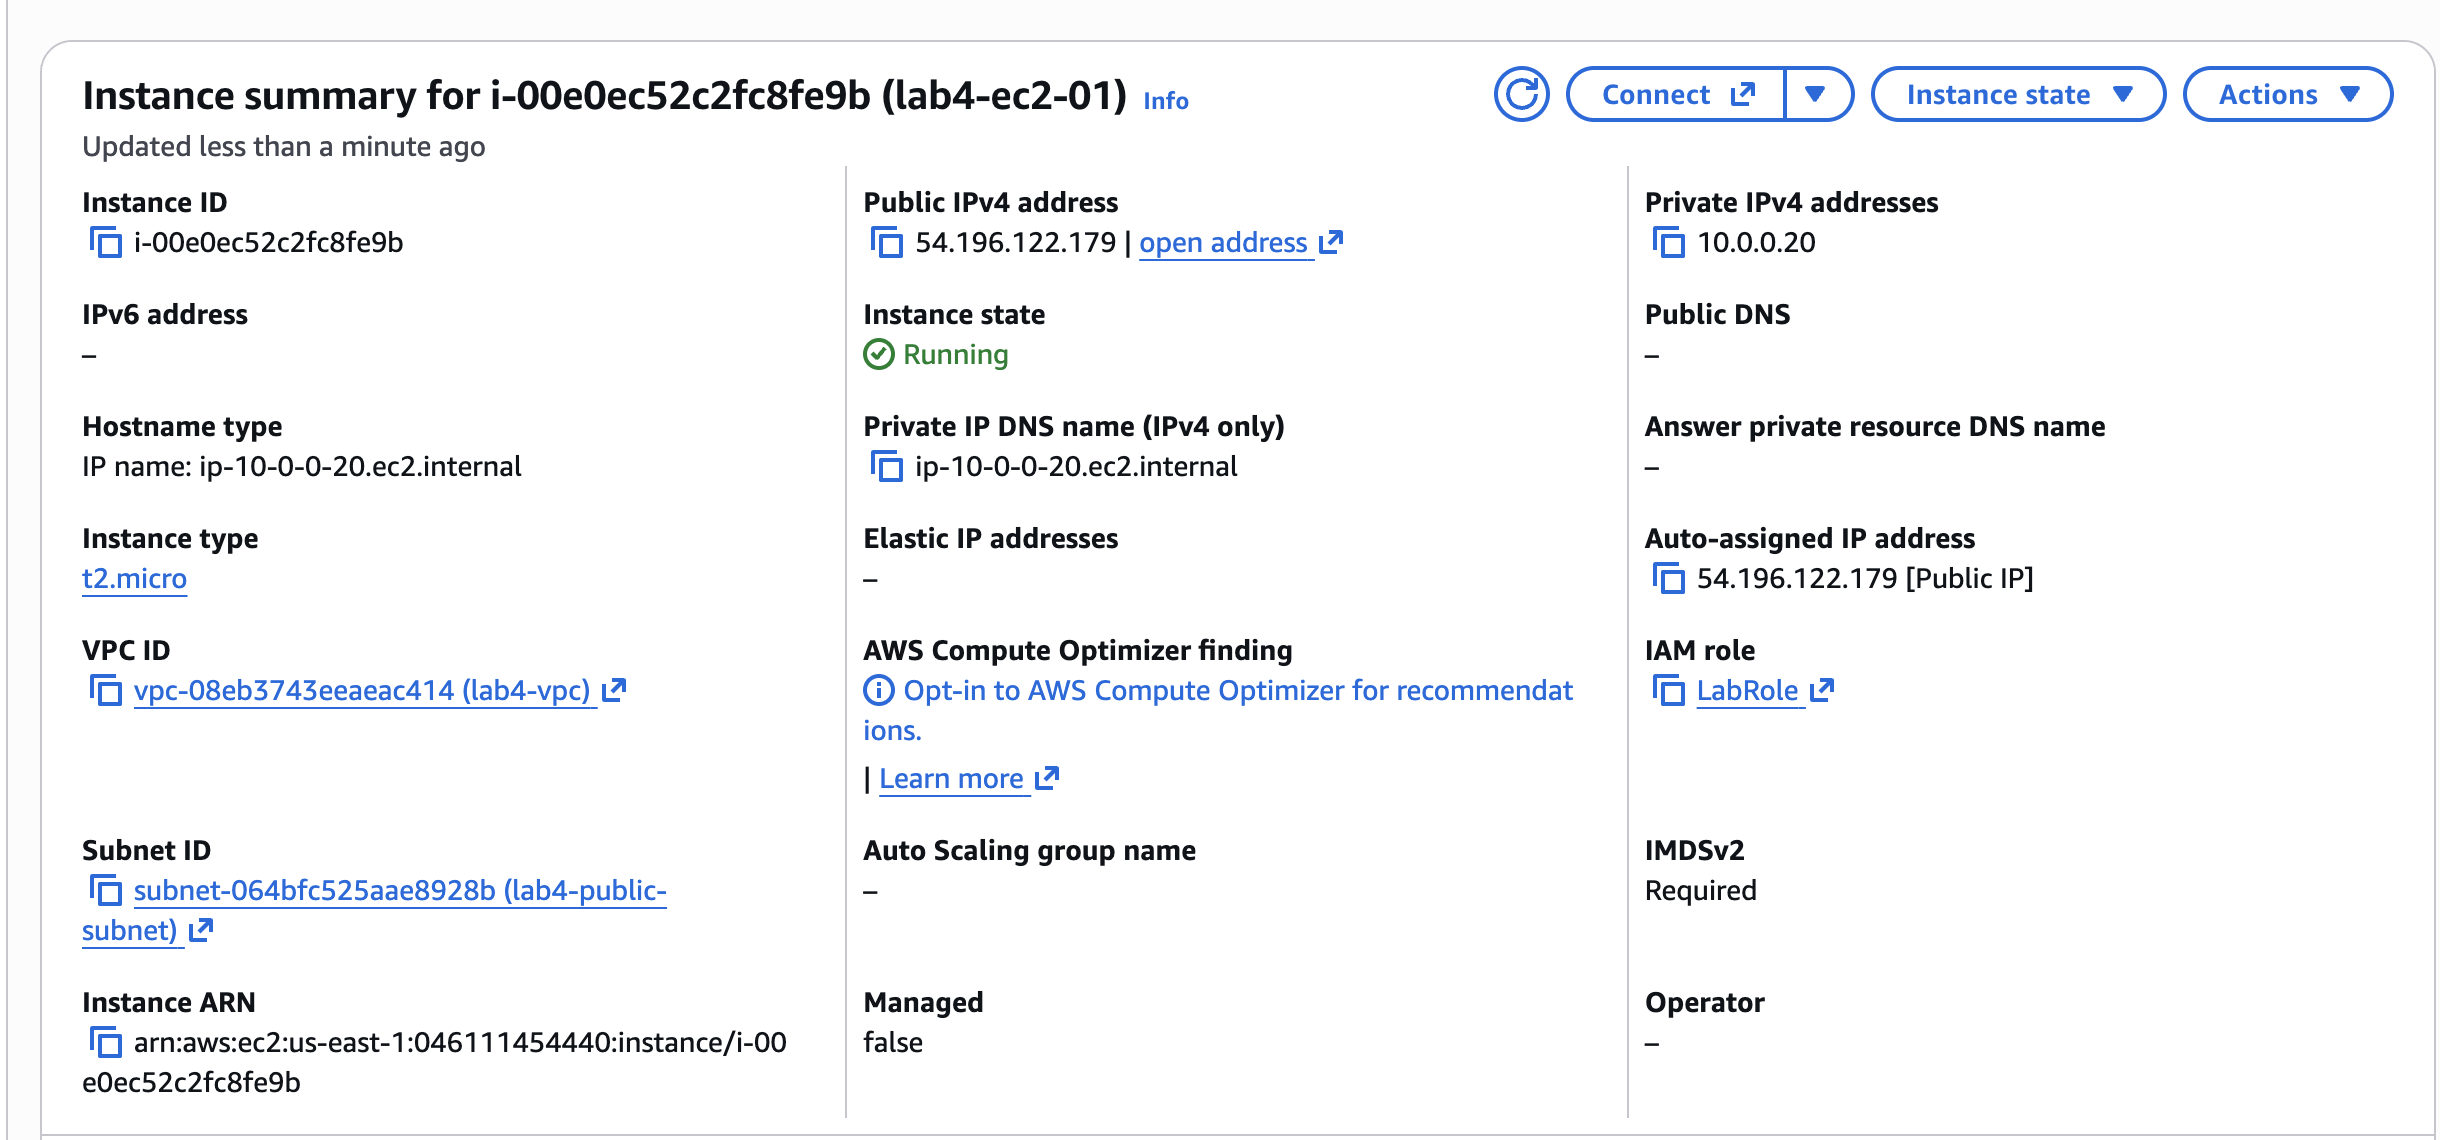 Instance summary for i-00e0ec52c2fc8fe9b (lab4-ec2-01) Info
Connect
Instance state
Actions
Updated less than a minute ago
Instance ID
i-00e0ec52c2fc8fe9b
Public IPv4 address
54.196.122.179 | open address
Private IPv4 addresses
10.0.0.20
IPv6 address
–
Instance state
Running
Public DNS
–
Hostname type
IP name: ip-10-0-0-20.ec2.internal
Private IP DNS name (IPv4 only)
ip-10-0-0-20.ec2.internal
Answer private resource DNS name
–
Instance type
t2.micro
Elastic IP addresses
–
Auto-assigned IP address
54.196.122.179 [Public IP]
VPC ID
vpc-08eb3743eeaeac414 (lab4-vpc)
AWS Compute Optimizer finding
Opt-in to AWS Compute Optimizer for recommendat
ions.
| Learn more
IAM role
LabRole
Subnet ID
subnet-064bfc525aae8928b (lab4-public-
subnet)
Auto Scaling group name
–
IMDSv2
Required
Instance ARN
arn:aws:ec2:us-east-1:046111454440:instance/i-00
e0ec52c2fc8fe9b
Managed
false
Operator
–